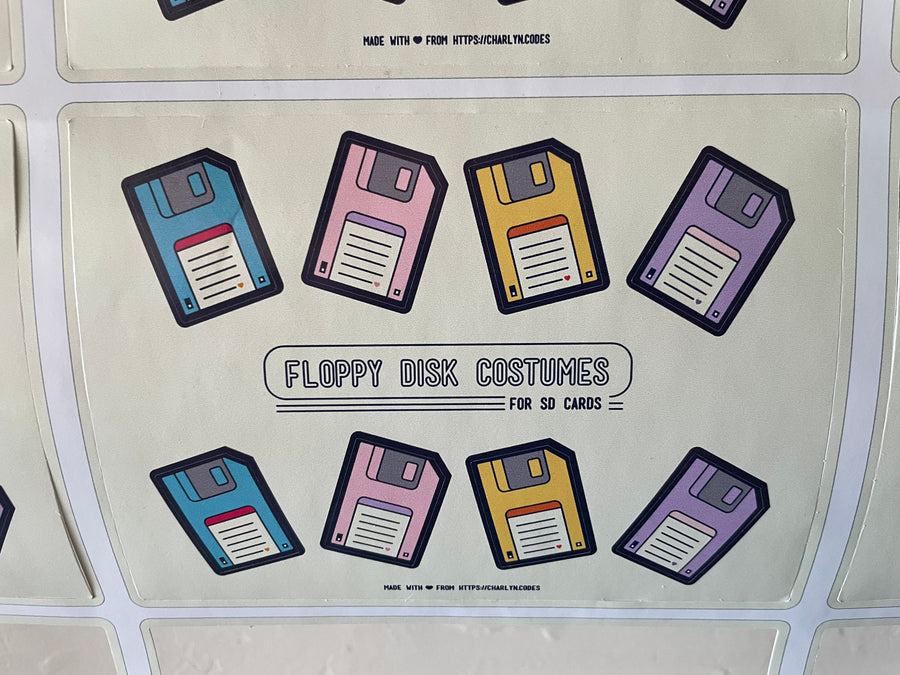 MADE WITH ♥ FROM HTTPS://CHARLYN.CODES
FLOPPY DISK COSTUMES
FOR SD CARDS
MADE WITH ♥ FROM HTTPS://CHARLYN.CODES